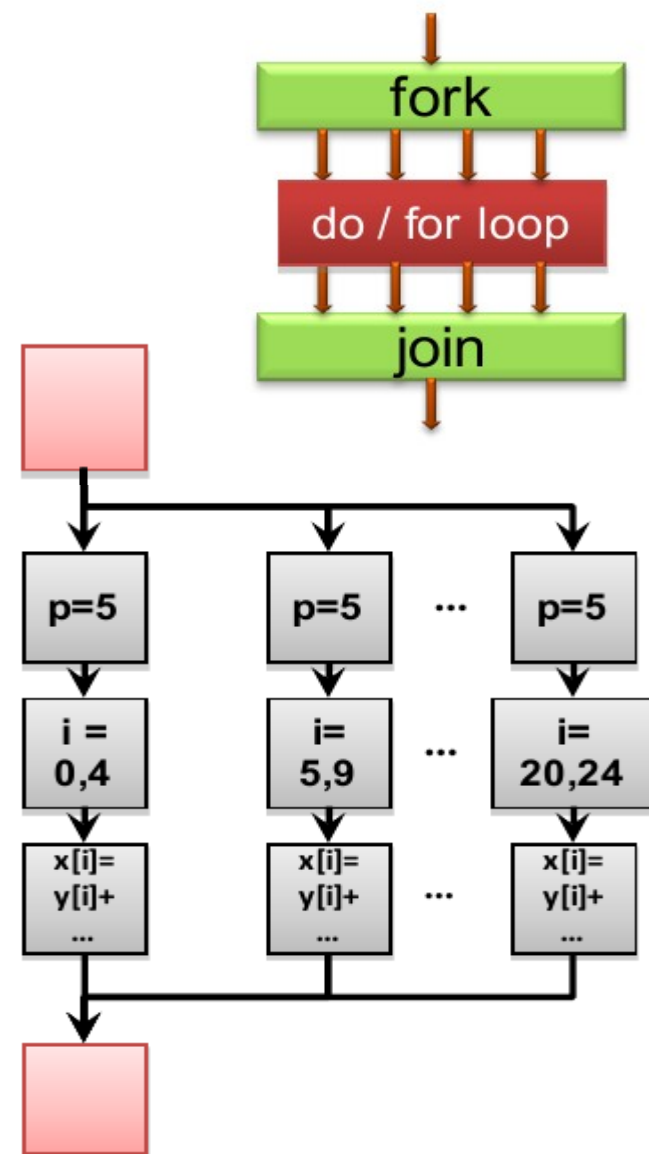 fork
do / for loop
join
p=5
p=5
...
p=5
i =
0,4
i=
5,9
...
i=
20,24
x[i]=
y[i]+
...
x[i]=
y[i]+
...
...
x[i]=
y[i]+
...